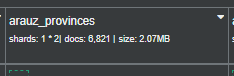 arauz_provinces
shards: 1 * 2| docs: 6,821 | size: 2.07MB